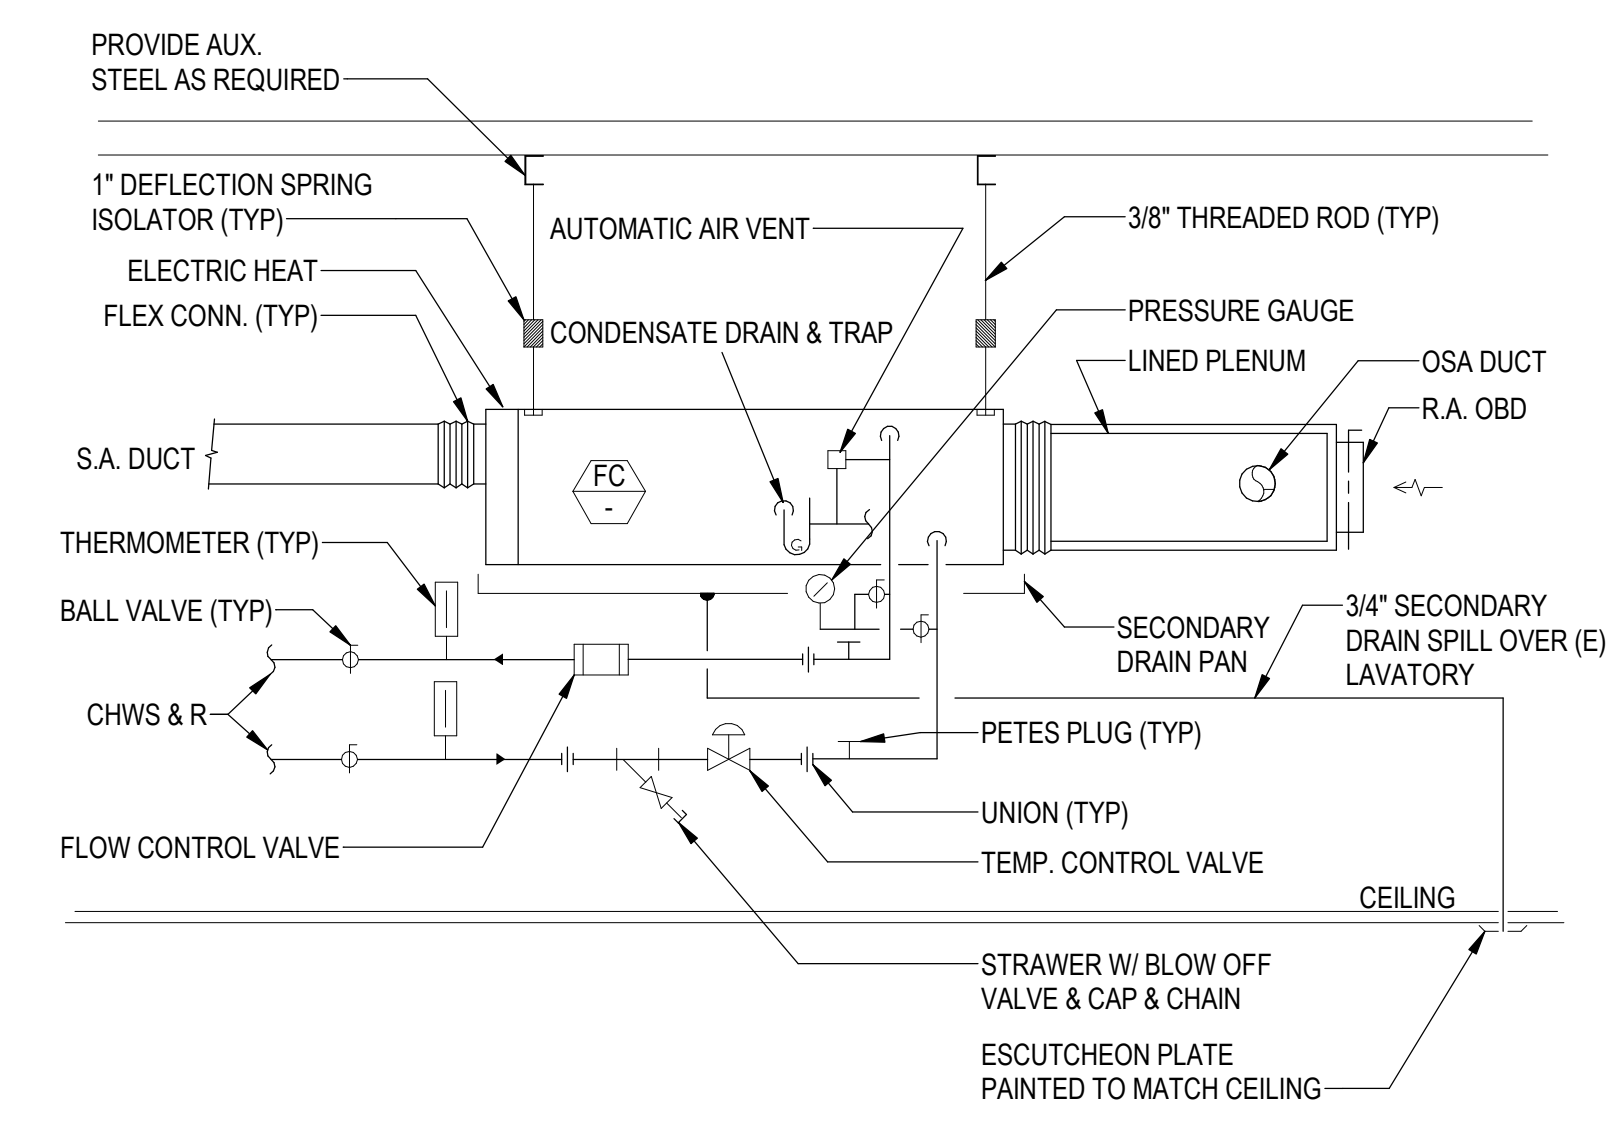 PROVIDE AUX.
STEEL AS REQUIRED
1" DEFLECTION SPRING
ISOLATOR (TYP)
AUTOMATIC AIR VENT
3/8" THREADED ROD (TYP)
ELECTRIC HEAT
FLEX CONN. (TYP)
CONDENSATE DRAIN & TRAP
PRESSURE GAUGE
LINED PLENUM
OSA DUCT
R.A. OBD
S.A. DUCT
FC
-
G
THERMOMETER (TYP)
BALL VALVE (TYP)
3/4" SECONDARY
DRAIN SPILL OVER (E)
LAVATORY
SECONDARY
DRAIN PAN
CHWS & R
PETES PLUG (TYP)
UNION (TYP)
FLOW CONTROL VALVE
TEMP. CONTROL VALVE
CEILING
STRAWER W/ BLOW OFF
VALVE & CAP & CHAIN
ESCUTCHEON PLATE
PAINTED TO MATCH CEILING